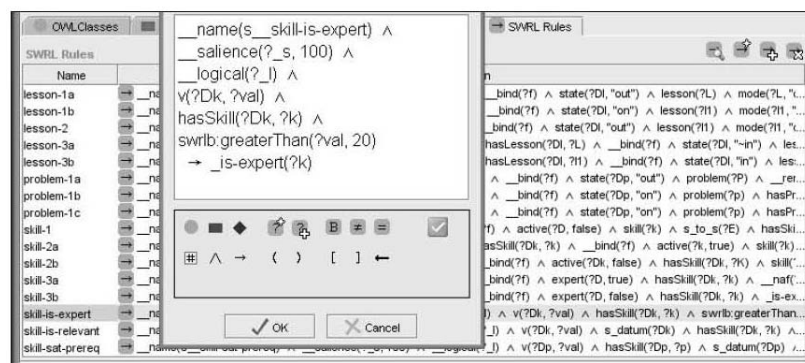 OWLClasses
SWRL Rules
SWRL Rules
Name
lesson-1a
lesson-1b
lesson-2
lesson-3a
lesson-3b
problem-1a
problem-1b
problem-1c
skill-1
skill-2a
skill-2b
skill-3a
skill-3b
skill-is-expert
skill-is-relevant
skill-sat-prereq
__name(s__skill-is-expert) ∧
__salience(?_s, 100) ∧
__logical(?_l) ∧
v(?Dk, ?val) ∧
hasSkill(?Dk, ?k) ∧
swrlb:greaterThan(?val, 20)
→ _is-expert(?k)
B ≠ =
# ∧ → ( ) [ ] ←
OK
Cancel
__bind(?f) ∧ state(?Dl, "out") ∧ lesson(?L) ∧ mode(?L, "(...
__bind(?f) ∧ state(?Dl, "on") ∧ lesson(?l1) ∧ mode(?l1, "(...
_bind(?f) ∧ state(?Dl, "out") ∧ lesson(?l1) ∧ mode(?l1, "(...
hasLesson(?Dl, ?L) ∧ __bind(?f) ∧ state(?Dl, "~in") ∧ les...
hasLesson(?Dl, ?l1) ∧ __bind(?f) ∧ state(?Dl, "in") ∧ les...
∧ __bind(?f) ∧ state(?Dp, "out") ∧ problem(?P) ∧ __rer...
∧ __bind(?f) ∧ state(?Dp, "on") ∧ problem(?p) ∧ hasPr...
∧ __bind(?f) ∧ state(?Dp, "on") ∧ problem(?p) ∧ hasPr...
?f) ∧ active(?D, false) ∧ skill(?k) ∧ s_to_s(?E) ∧ hasSki...
asSkill(?Dk, ?k) ∧ __bind(?f) ∧ active(?k, true) ∧ skill(?k)...
_bind(?f) ∧ active(?Dk, false) ∧ hasSkill(?Dk, ?K) ∧ skill(...
_bind(?f) ∧ expert(?D, true) ∧ hasSkill(?Dk, ?k) ∧ __naf(...
_bind(?f) ∧ expert(?D, false) ∧ hasSkill(?Dk, ?k) ∧ _is-ex...
_l) ∧ v(?Dk, ?val) ∧ hasSkill(?Dk, ?k) ∧ swrlb:greaterThan...
_l) ∧ v(?Dk, ?val) ∧ s_datum(?Dk) ∧ hasSkill(?Dk, ?k) ∧...
_l) ∧ v(?Dp, ?val) ∧ hasSkill(?Dp, ?p) ∧ s_datum(?Dp) ∧...